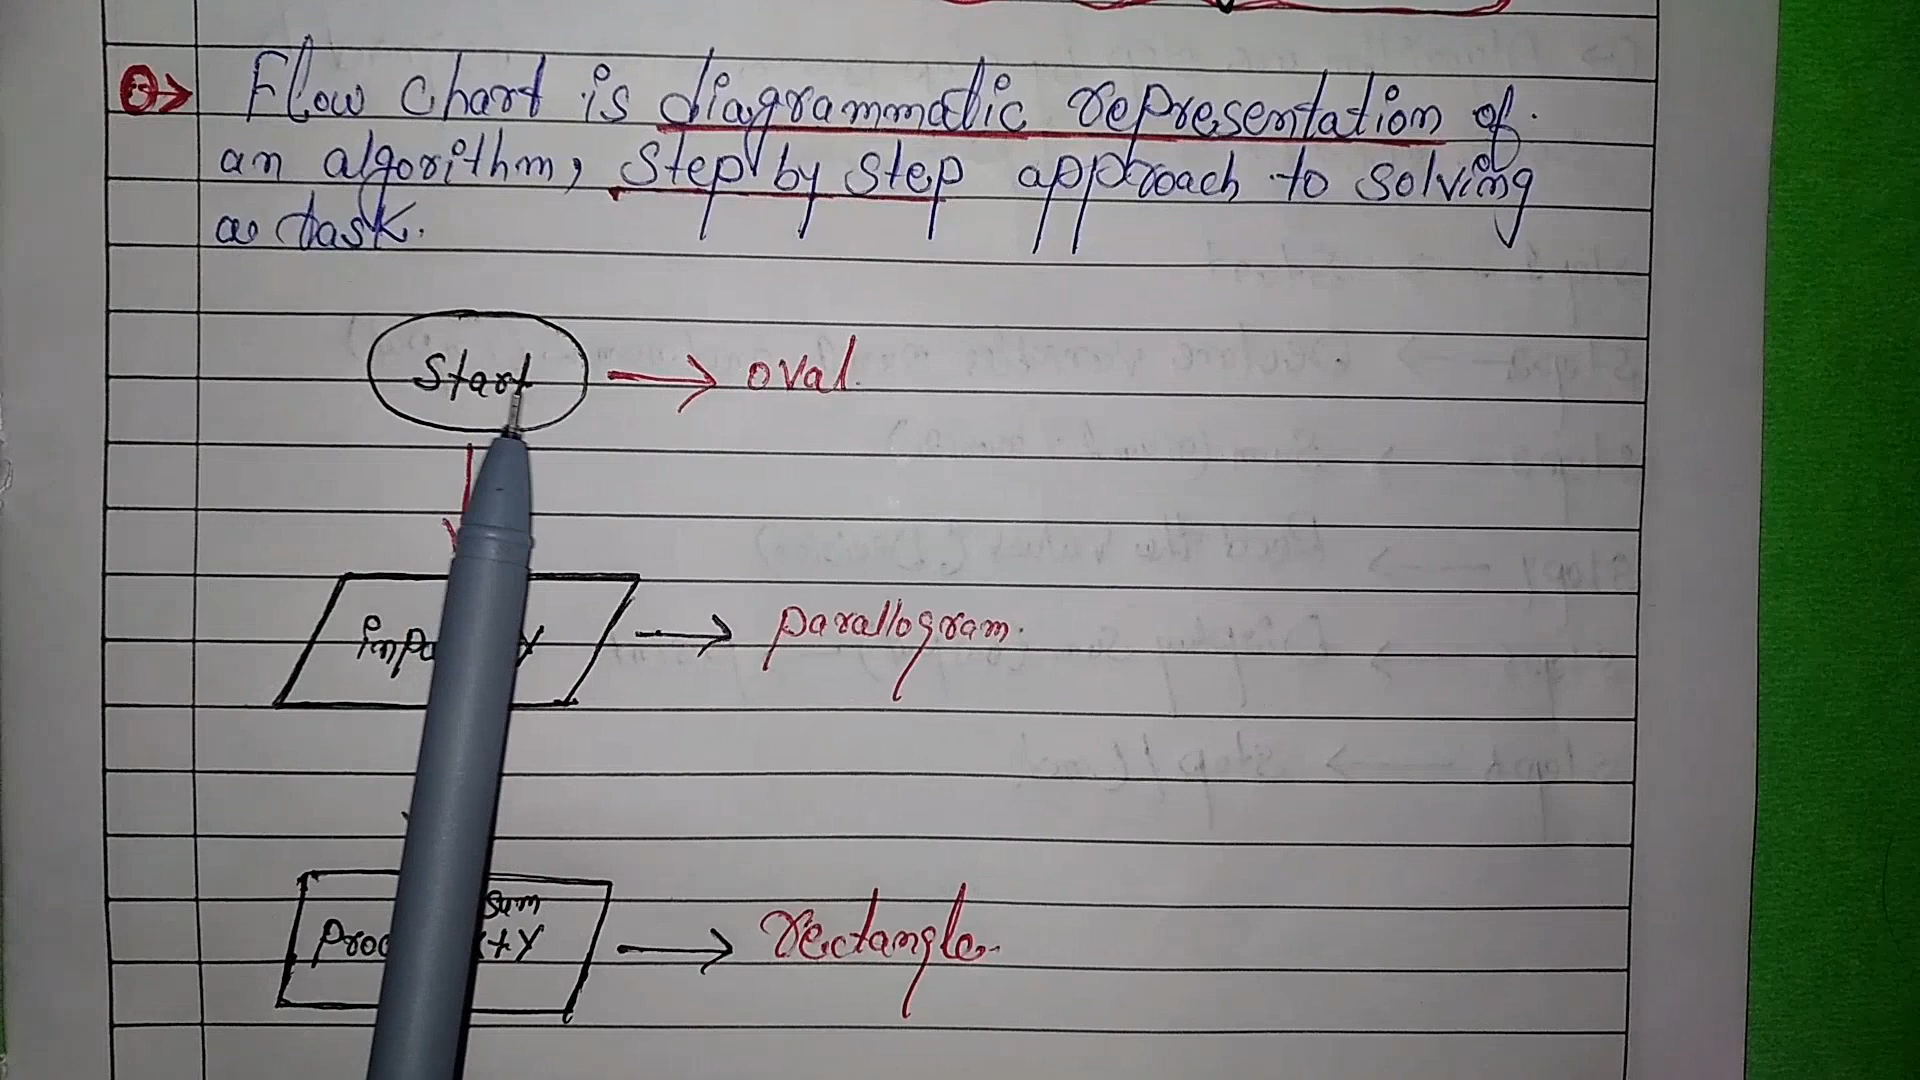 Flow chart is diagrammatic representation of
an algorithm, Step by Step approach to solving
a task.
Start → oval.
Y → parallogram.
Sum
+ Y → rectangle.